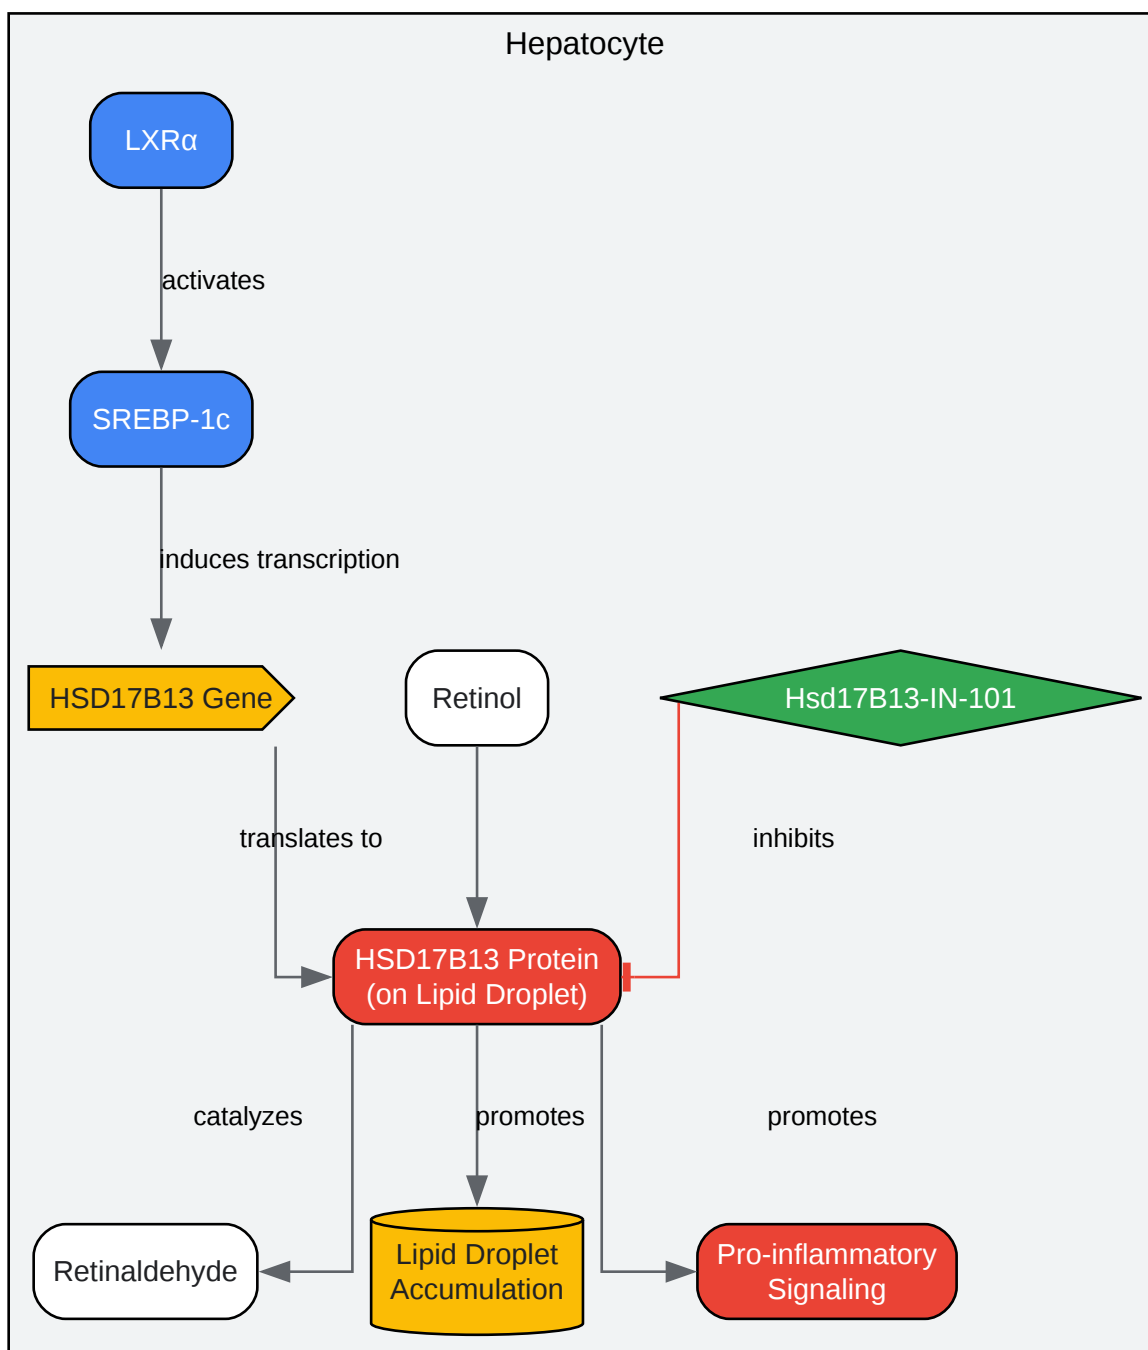 Hepatocyte
LXRα
activates
SREBP-1c
induces transcription
HSD17B13 Gene
Retinol
Hsd17B13-IN-101
translates to
inhibits
HSD17B13 Protein
(on Lipid Droplet)
catalyzes
promotes
promotes
Retinaldehyde
Lipid Droplet
Accumulation
Pro-inflammatory
Signaling